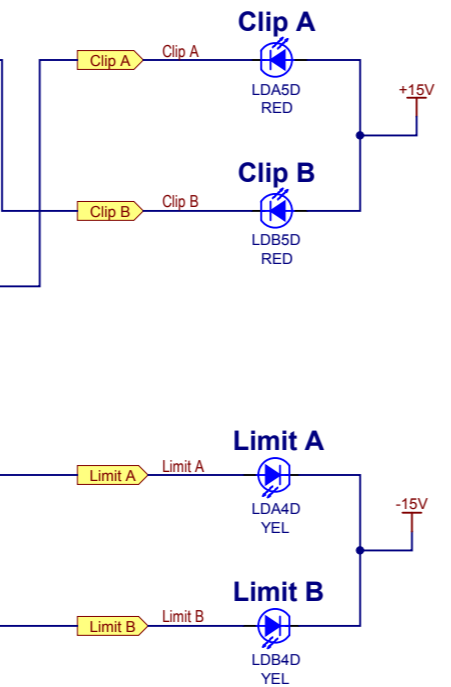 Clip A
Clip A
Clip A
LDA5D
RED
+15V
Clip B
Clip B
Clip B
LDB5D
RED
Limit A
Limit A
Limit A
LDA4D
YEL
-15V
Limit B
Limit B
Limit B
LDB4D
YEL